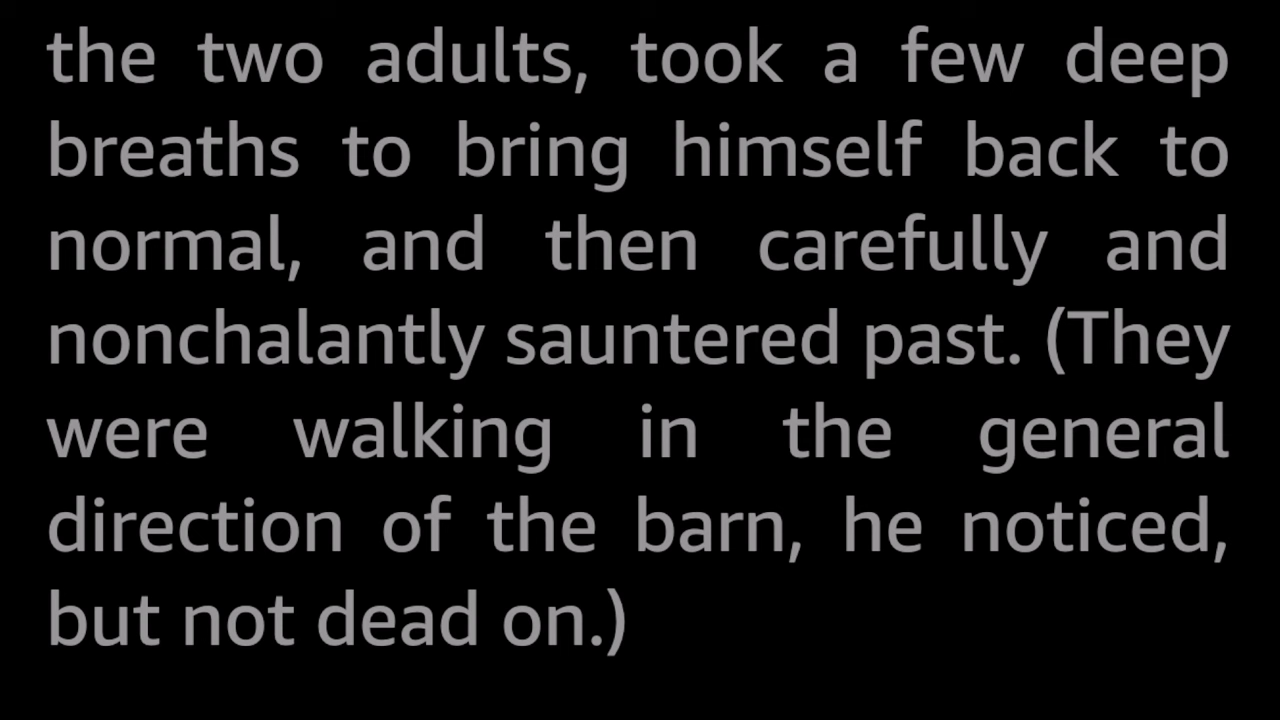 the two adults, took a few deep
breaths to bring himself back to
normal, and then carefully and
nonchalantly sauntered past. (They
were walking in the general
direction of the barn, he noticed,
but not dead on.)